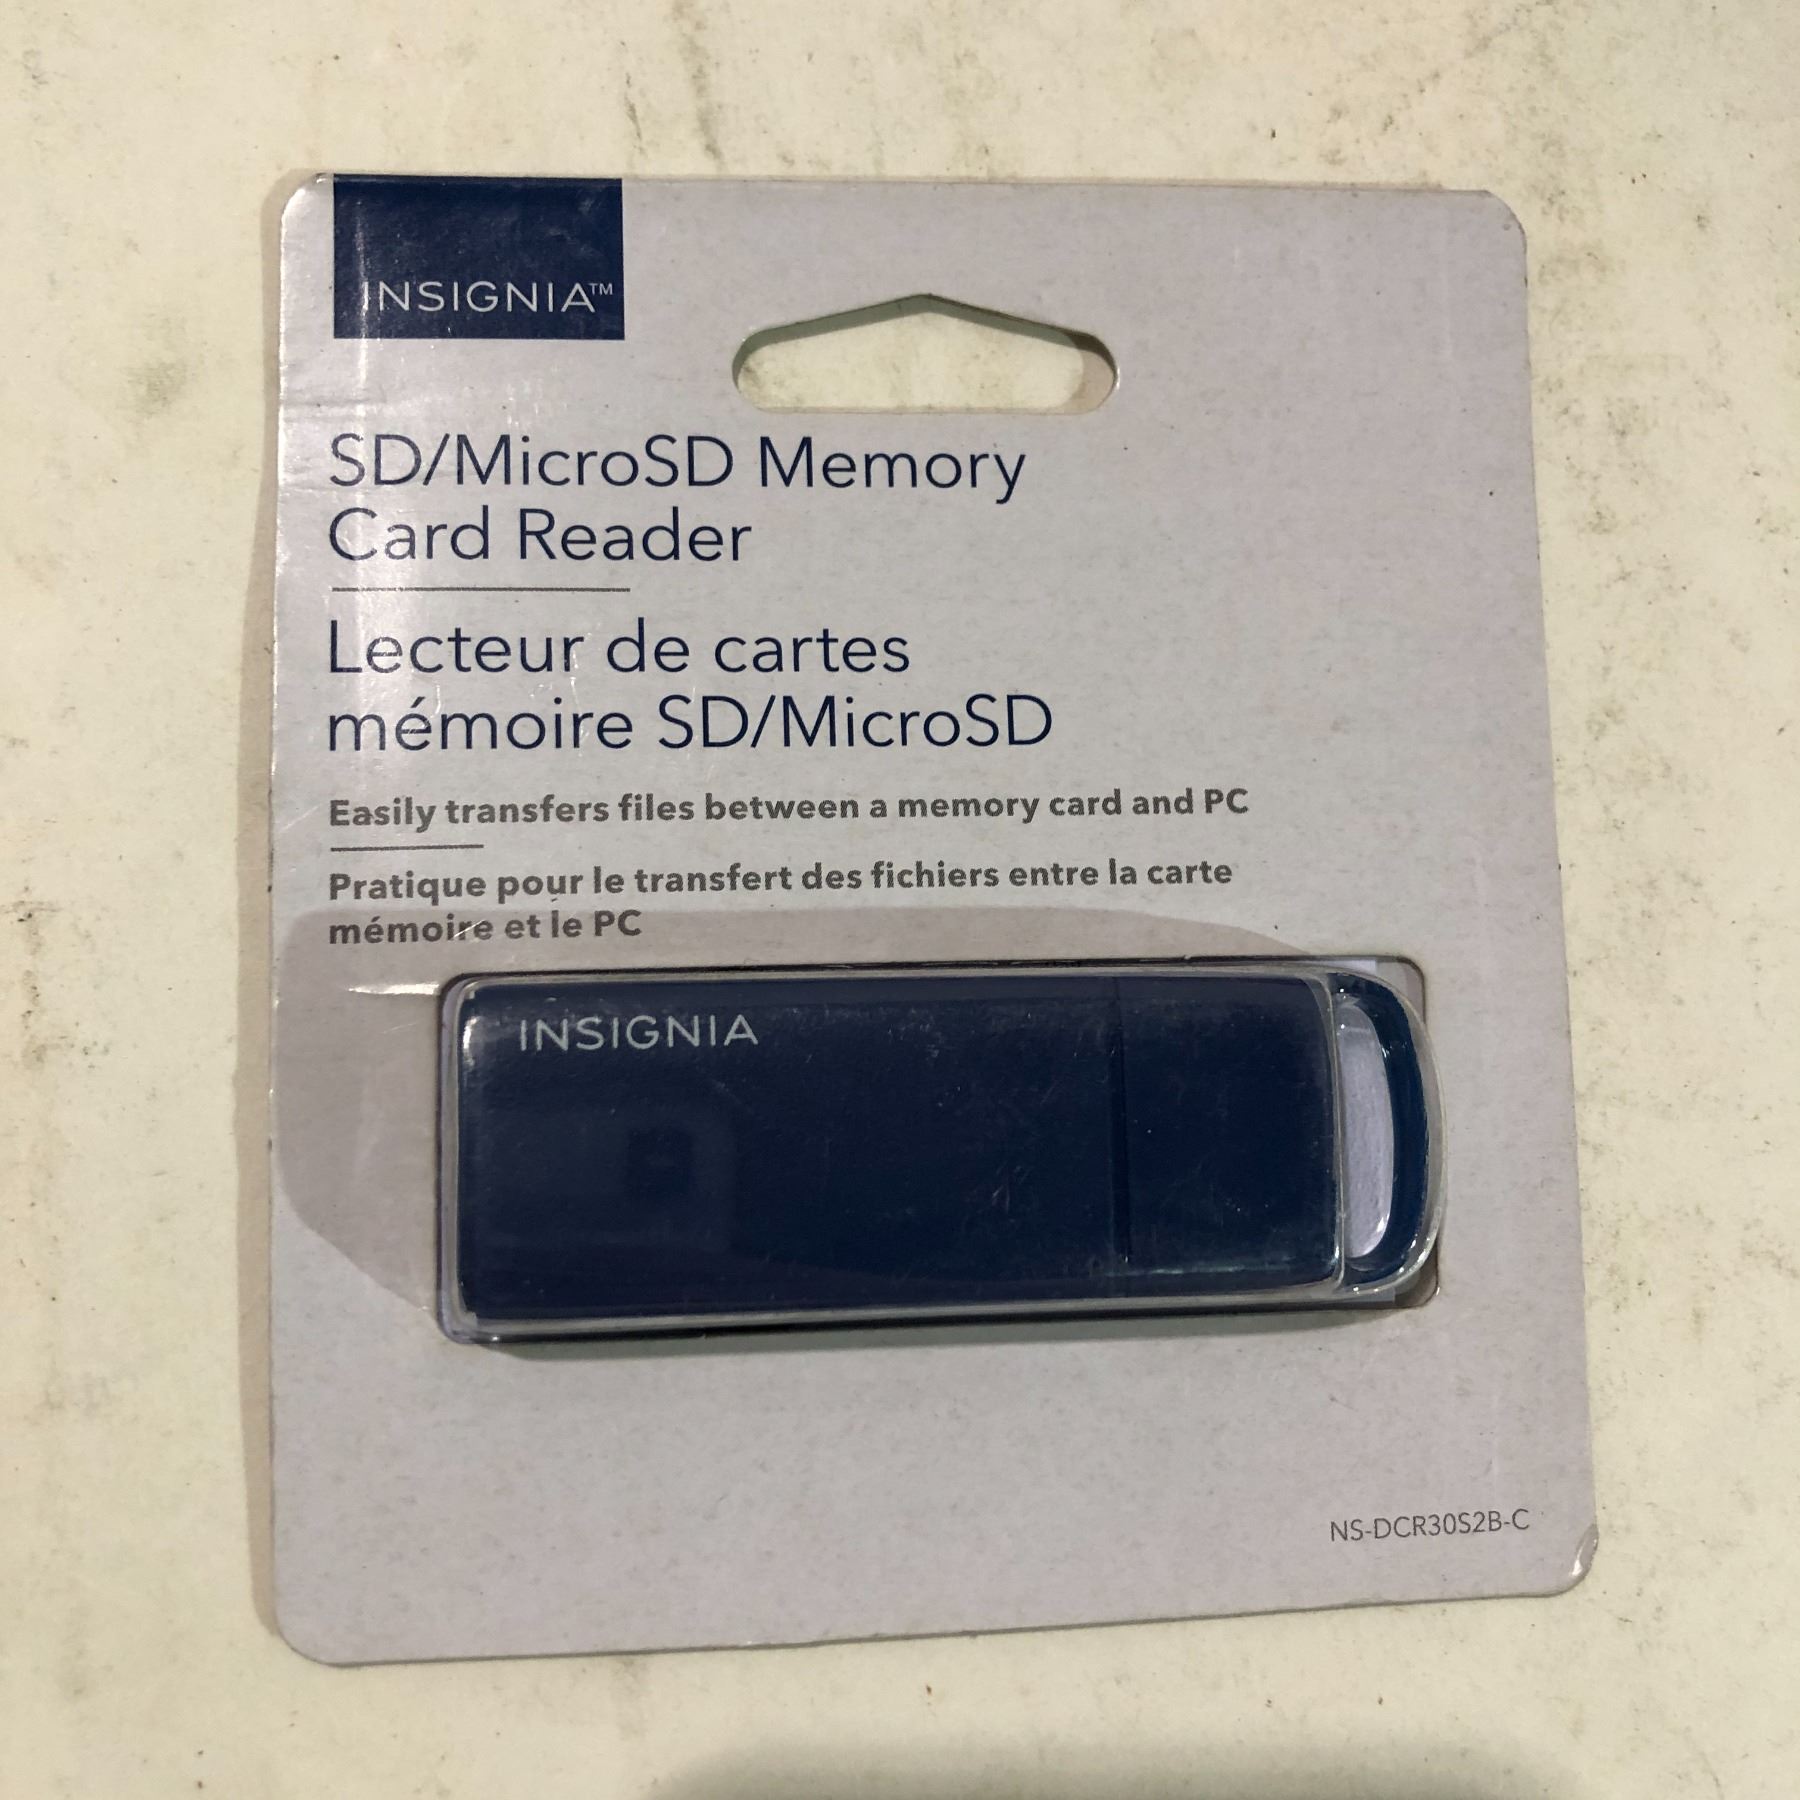 INSIGNIA™
SD/MicroSD Memory
Card Reader
Lecteur de cartes
mémoire SD/MicroSD
Easily transfers files between a memory card and PC
Pratique pour le transfert des fichiers entre la carte
mémoire et le PC
INSIGNIA
NS-DCR30S2B-C